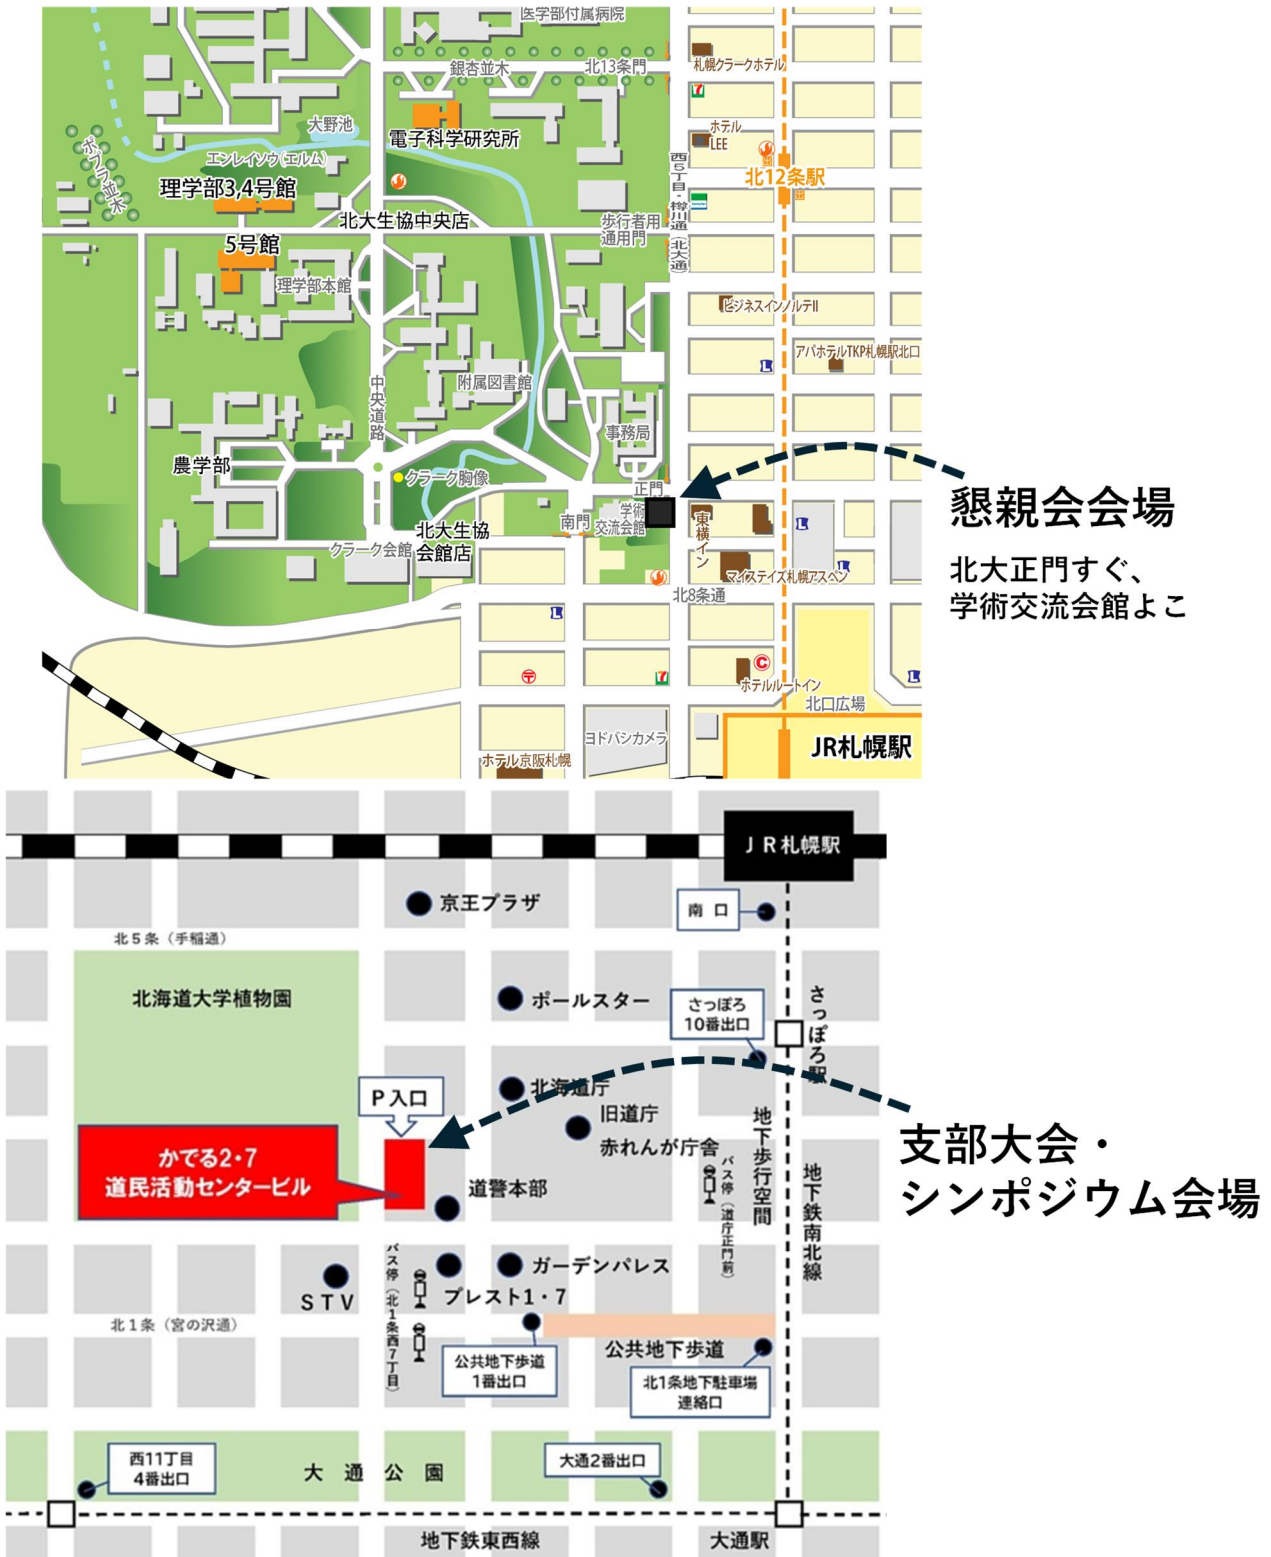 医学部付属病院
銀杏並木
北13条門
札幌クラークホテル
大野池
電子科学研究所
ホテル
LEE
エンレイソウ(エルム)
ポプラ並木
理学部3,4号館
北12条駅
西5丁目・樽川通(北大通)
北大生協中央店
歩行者用
通用門
5号館
理学部本館
ビジネスインノルテII
アパホテルTKP札幌駅北口
中央道路
附属図書館
事務局
農学部
クラーク胸像
正門
懇親会会場
北大正門すぐ、
学術交流会館よこ
学術
交流会館
南門
東横イン
北大生協
会館店
クラーク会館
マイステイズ札幌アスペン
北8条通
ホテルルートイン
北口広場
ヨドバシカメラ
JR札幌駅
ホテル京阪札幌
JR札幌駅
京王プラザ
南口
北5条(手稲通)
北海道大学植物園
ポールスター
さっぽろ
10番出口
さっぽろ駅
北海道庁
P入口
旧道庁
赤れんが庁舎
地下歩行空間
支部大会・
シンポジウム会場
かでる2・7
道民活動センタービル
道警本部
バス停(道庁正門前)
地下鉄南北線
バス停(北1条西7丁目)
ガーデンパレス
STV
プレスト1・7
北1条(宮の沢通)
公共地下歩道
公共地下歩道
1番出口
北1条地下駐車場
連絡口
西11丁目
4番出口
大通公園
大通2番出口
地下鉄東西線
大通駅